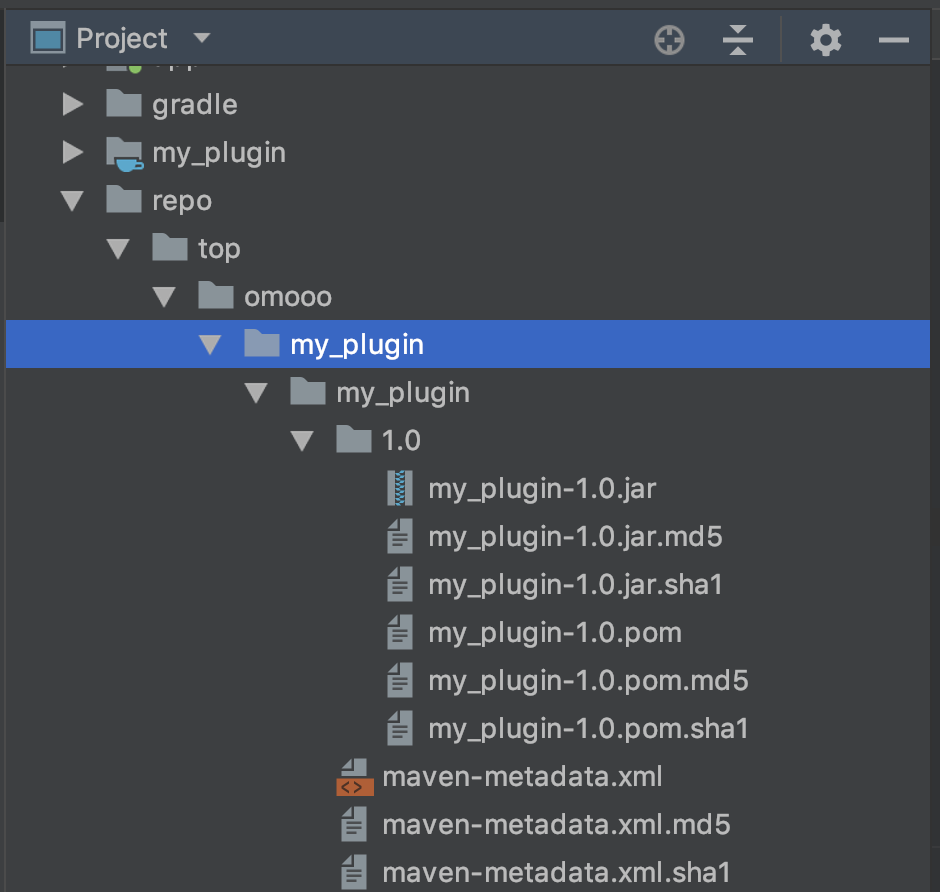 Project
gradle
my_plugin
repo
top
omooo
my_plugin
my_plugin
1.0
my_plugin-1.0.jar
my_plugin-1.0.jar.md5
my_plugin-1.0.jar.sha1
my_plugin-1.0.pom
my_plugin-1.0.pom.md5
my_plugin-1.0.pom.sha1
maven-metadata.xml
maven-metadata.xml.md5
maven-metadata.xml.sha1